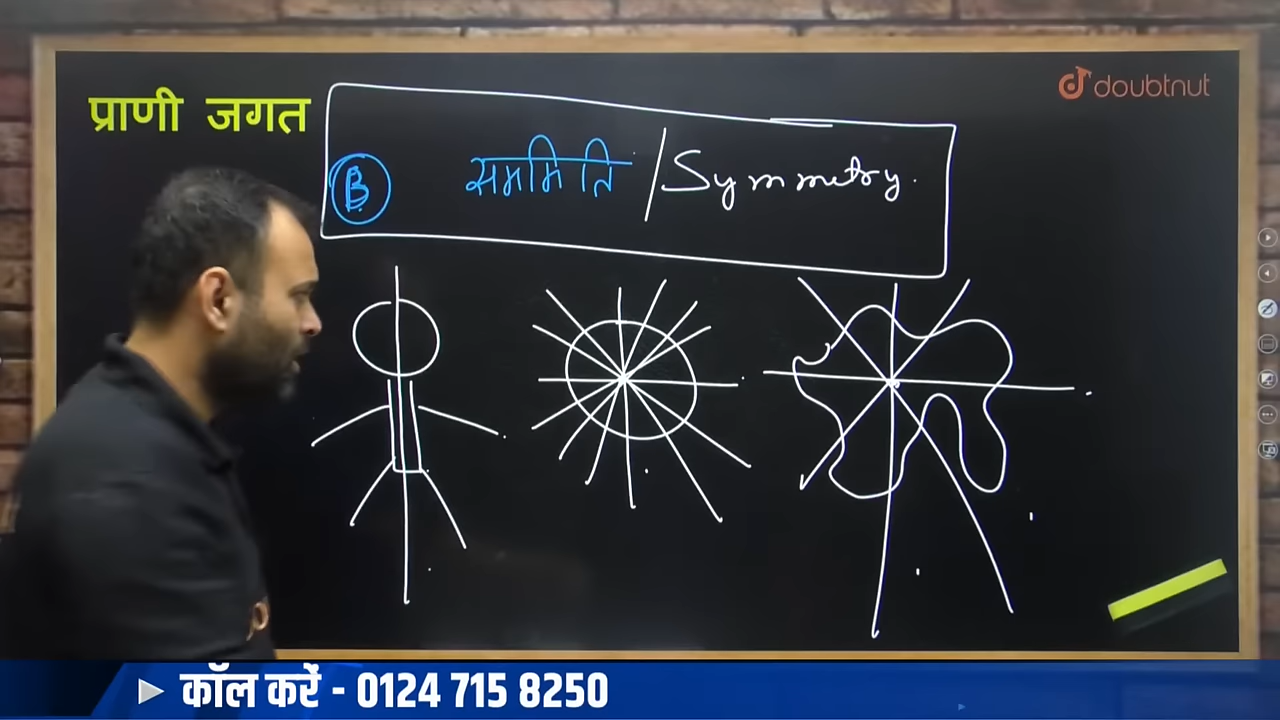 प्राणी जगत
doubtnut
B सममिति / Symmetry.
कॉल करें - 0124 715 8250